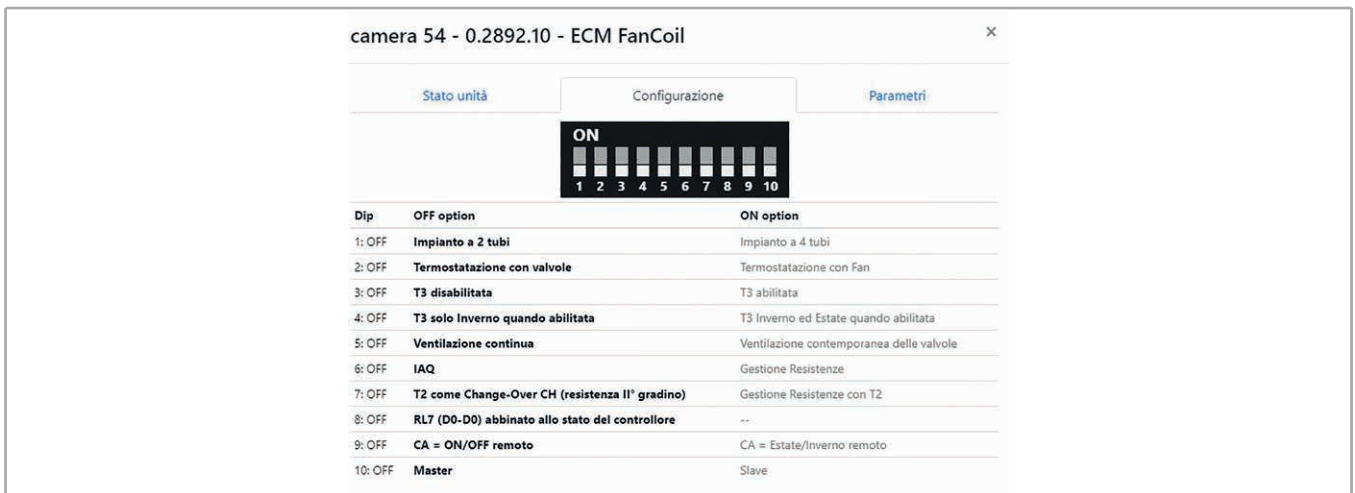 camera 54 - 0.2892.10 - ECM FanCoil ×
Stato unità Configurazione Parametri
ON
1 2 3 4 5 6 7 8 9 10
Dip OFF option ON option
1: OFF Impianto a 2 tubi Impianto a 4 tubi
2: OFF Termostatazione con valvole Termostatazione con Fan
3: OFF T3 disabilitata T3 abilitata
4: OFF T3 solo Inverno quando abilitata T3 Inverno ed Estate quando abilitata
5: OFF Ventilazione continua Ventilazione contemporanea delle valvole
6: OFF IAQ Gestione Resistenze
7: OFF T2 come Change-Over CH (resistenza II° gradino) Gestione Resistenze con T2
8: OFF RL7 (D0-D0) abbinato allo stato del controllore --
9: OFF CA = ON/OFF remoto CA = Estate/Inverno remoto
10: OFF Master Slave